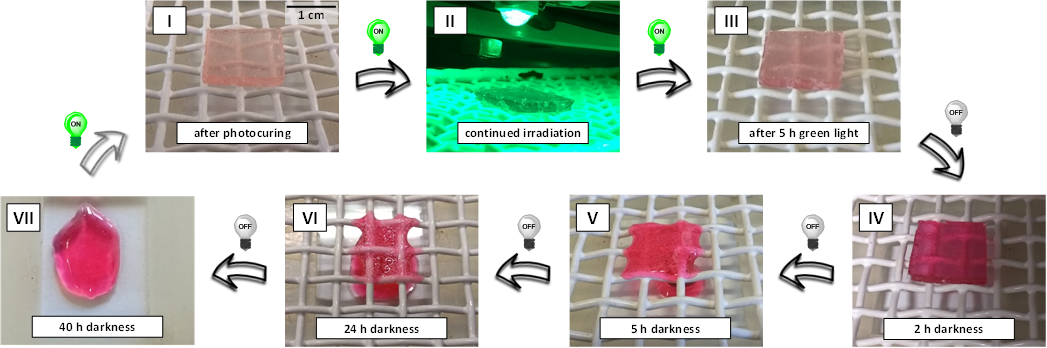 I
1 cm
after photocuring
ON
II
continued irradiation
ON
III
after 5 h green light
OFF
IV
2 h darkness
OFF
V
5 h darkness
OFF
VI
24 h darkness
OFF
VII
40 h darkness
ON